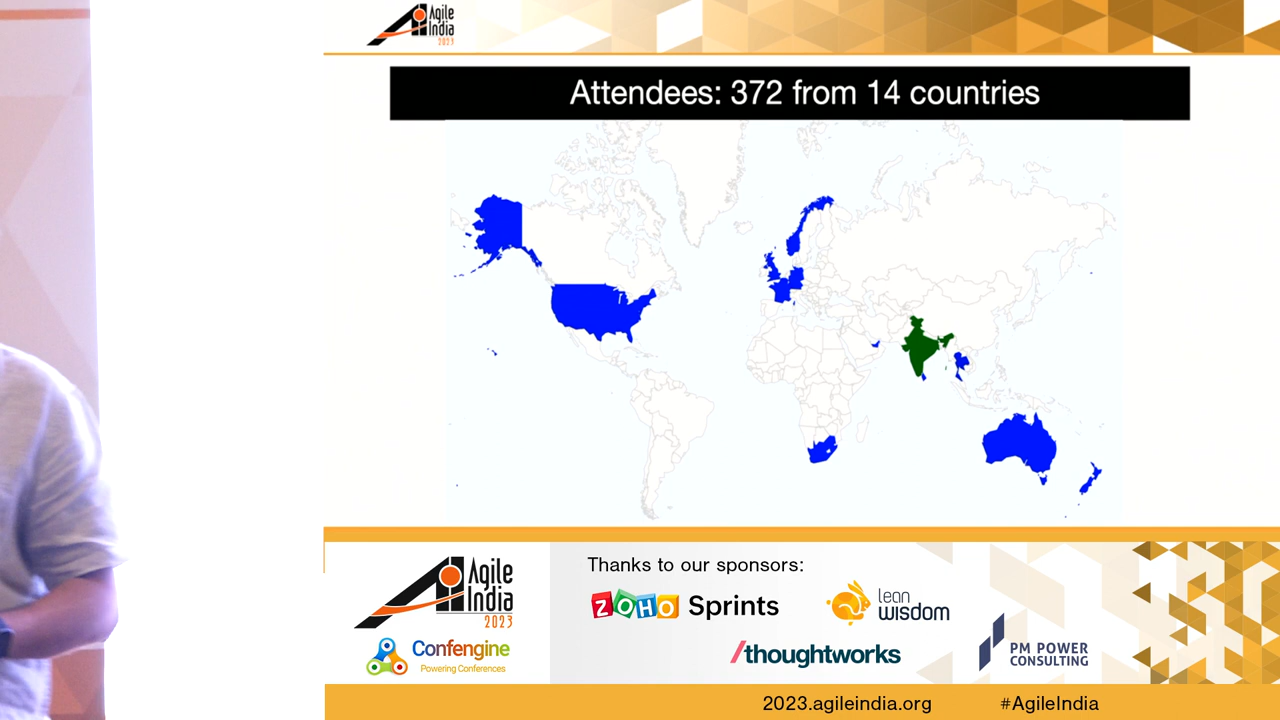 Agile
India
2023
Attendees: 372 from 14 countries
Agile
India
2023
Confengine
Powering Conferences
Thanks to our sponsors:
ZOHO Sprints
lean
wisdom
/thoughtworks
PM POWER
CONSULTING
2023.agileindia.org
#AgileIndia